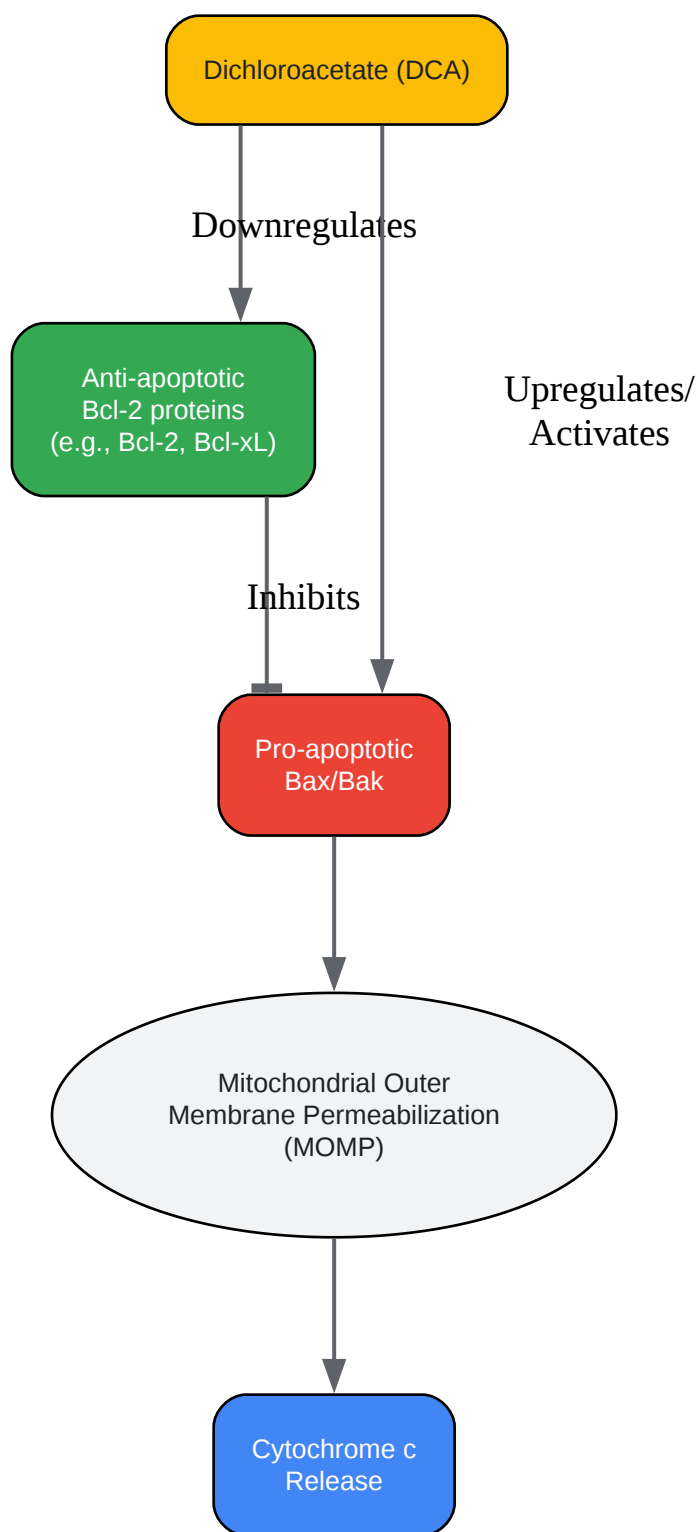 Dichloroacetate (DCA)
Downregulates
Anti-apoptotic
Bcl-2 proteins
(e.g., Bcl-2, Bcl-xL)
Upregulates/
Activates
Inhibits
Pro-apoptotic
Bax/Bak
Mitochondrial Outer
Membrane Permeabilization
(MOMP)
Cytochrome c
Release